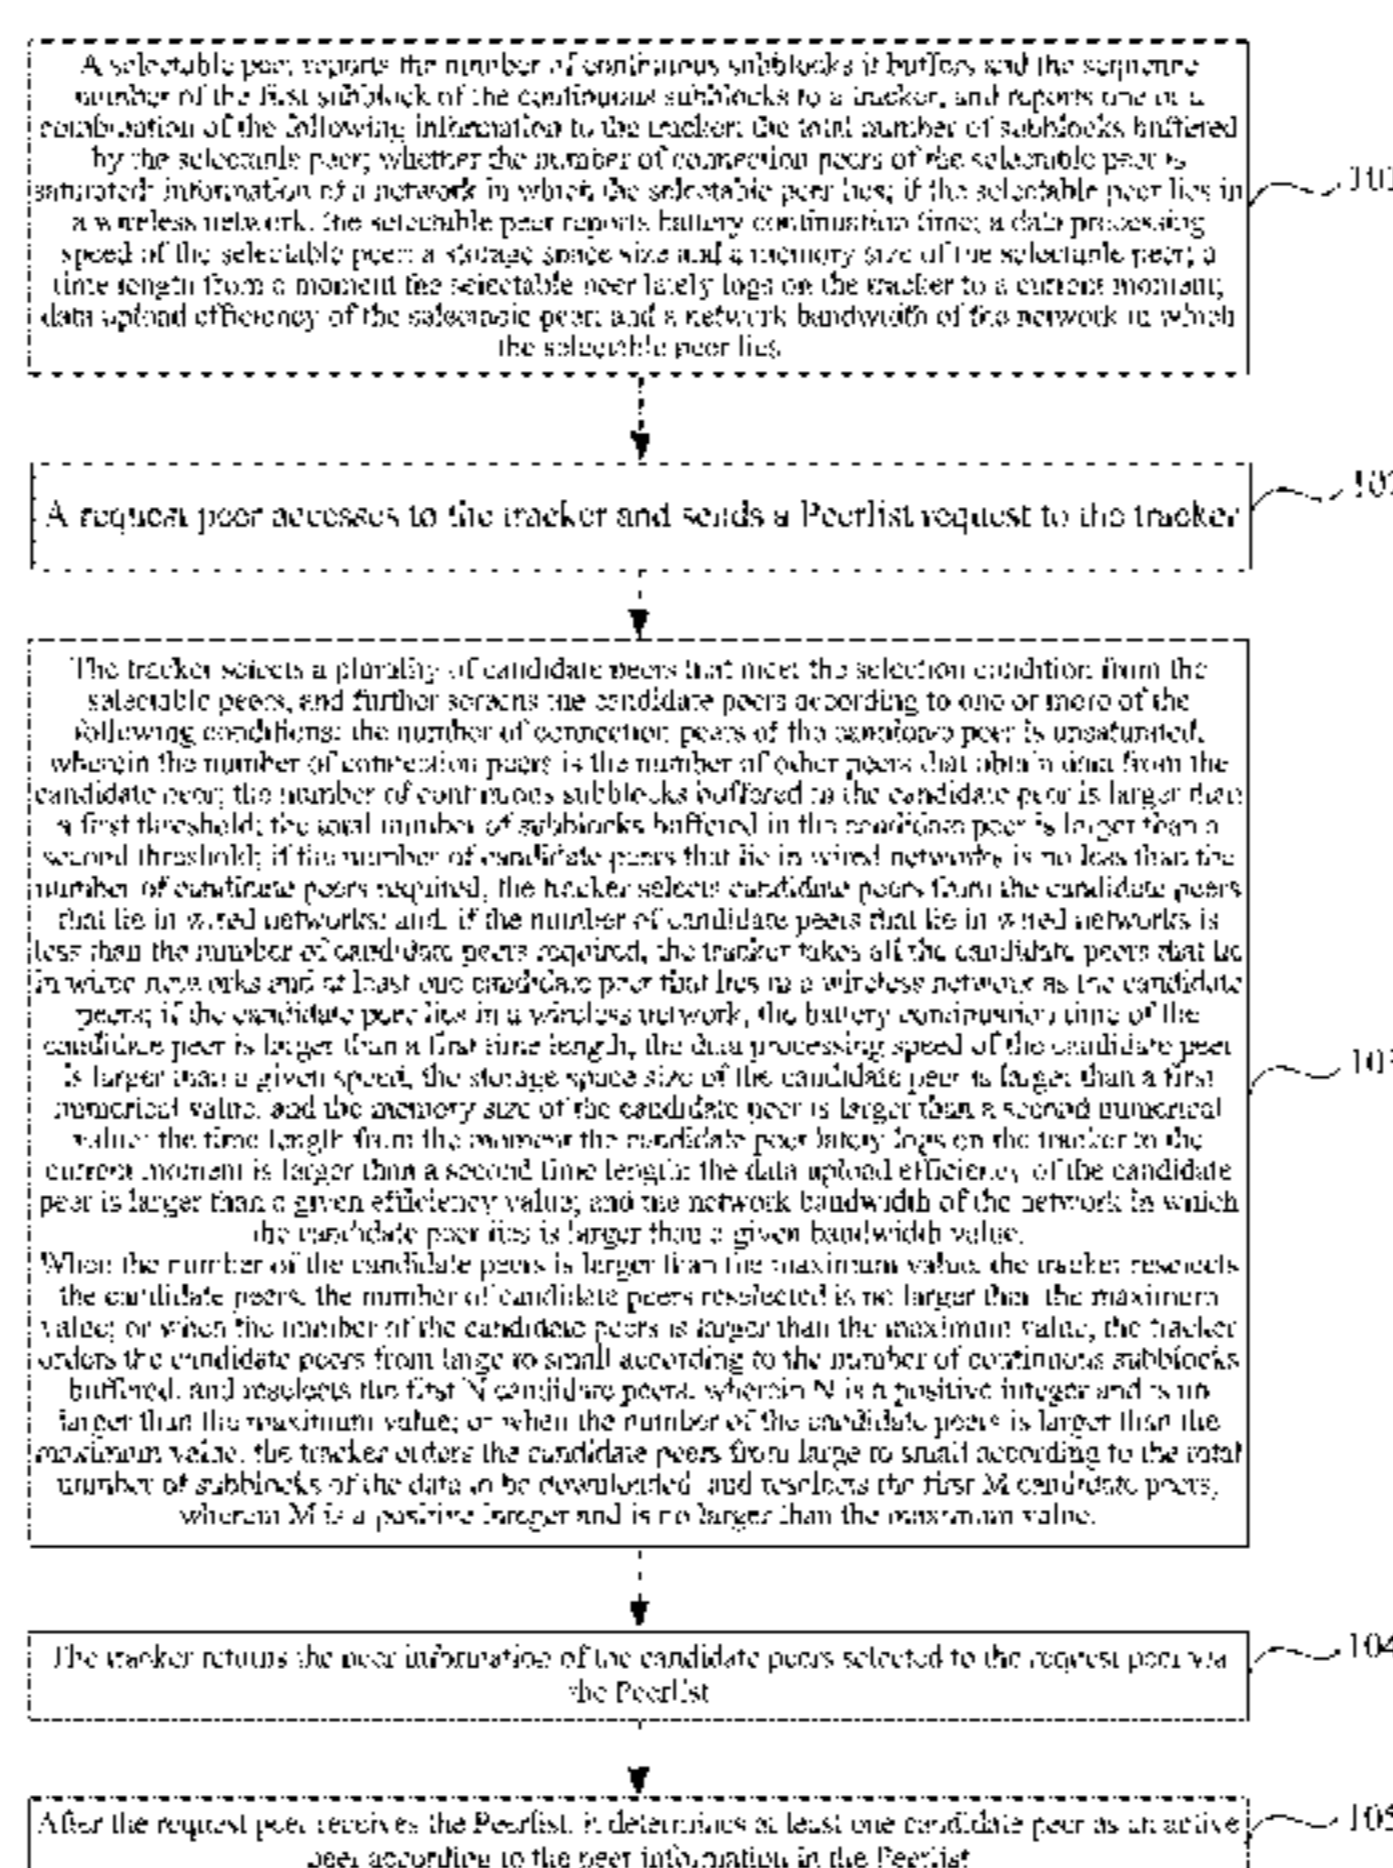 A selectable peer reports the number of continuous subblocks it buffers and the sequence
number of the first subblock of the continuous subblocks to a tracker, and reports one or a
combination of the following information to the tracker: the total number of subblocks buffered
by the selectable peer; whether the number of connection peers of the selectable peer is
saturated; information of a network in which the selectable peer lies; if the selectable peer lies in
a wireless network, the selectable peer reports battery continuation time; a data processing
speed of the selectable peer; a storage space size and a memory size of the selectable peer; a
time length from a moment the selectable peer lately logs on the tracker to a current moment;
data upload efficiency of the selectable peer; and a network bandwidth of the network in which
the selectable peer lies
101
A request peer accesses to the tracker and sends a Peerlist request to the tracker
102
The tracker selects a plurality of candidate peers that meet the selection condition from the
selectable peers, and further screens the candidate peers according to one or more of the
following conditions: the number of connection peers of the candidate peer is unsaturated,
wherein the number of connection peers is the number of other peers that obtain data from the
candidate peer; the number of continuous subblocks buffered in the candidate peer is larger than
a first threshold; the total number of subblocks buffered in the candidate peer is larger than a
second threshold; if the number of candidate peers that lie in wired networks is no less than the
number of candidate peers required, the tracker selects candidate peers from the candidate peers
that lie in wired networks; and, if the number of candidate peers that lie in wired networks is
less than the number of candidate peers required, the tracker takes all the candidate peers that lie
in wired networks and at least one candidate peer that lies in a wireless network as the candidate
peers; if the candidate peer lies in a wireless network, the battery continuation time of the
candidate peer is larger than a first time length, the data processing speed of the candidate peer
is larger than a given speed, the storage space size of the candidate peer is larger than a first
numerical value, and the memory size of the candidate peer is larger than a second numerical
value; the time length from the moment the candidate peer lately logs on the tracker to the
current moment is larger than a second time length; the data upload efficiency of the candidate
peer is larger than a given efficiency value; and the network bandwidth of the network in which
the candidate peer lies is larger than a given bandwidth value.
When the number of the candidate peers is larger than the maximum value, the tracker reselects
the candidate peers, the number of candidate peers reselected is no larger than the maximum
value; or when the number of the candidate peers is larger than the maximum value, the tracker
orders the candidate peers from large to small according to the number of continuous subblocks
buffered, and reselects the first N candidate peers, wherein N is a positive integer and is no
larger than the maximum value; or when the number of the candidate peers is larger than the
maximum value, the tracker orders the candidate peers from large to small according to the total
number of subblocks of the data to be downloaded, and reselects the first M candidate peers,
wherein M is a positive integer and is no larger than the maximum value.
103
The tracker returns the peer information of the candidate peers selected to the request peer via
the Peerlist
104
After the request peer receives the Peerlist, it determines at least one candidate peer as an active
peer according to the peer information in the Peerlist
105